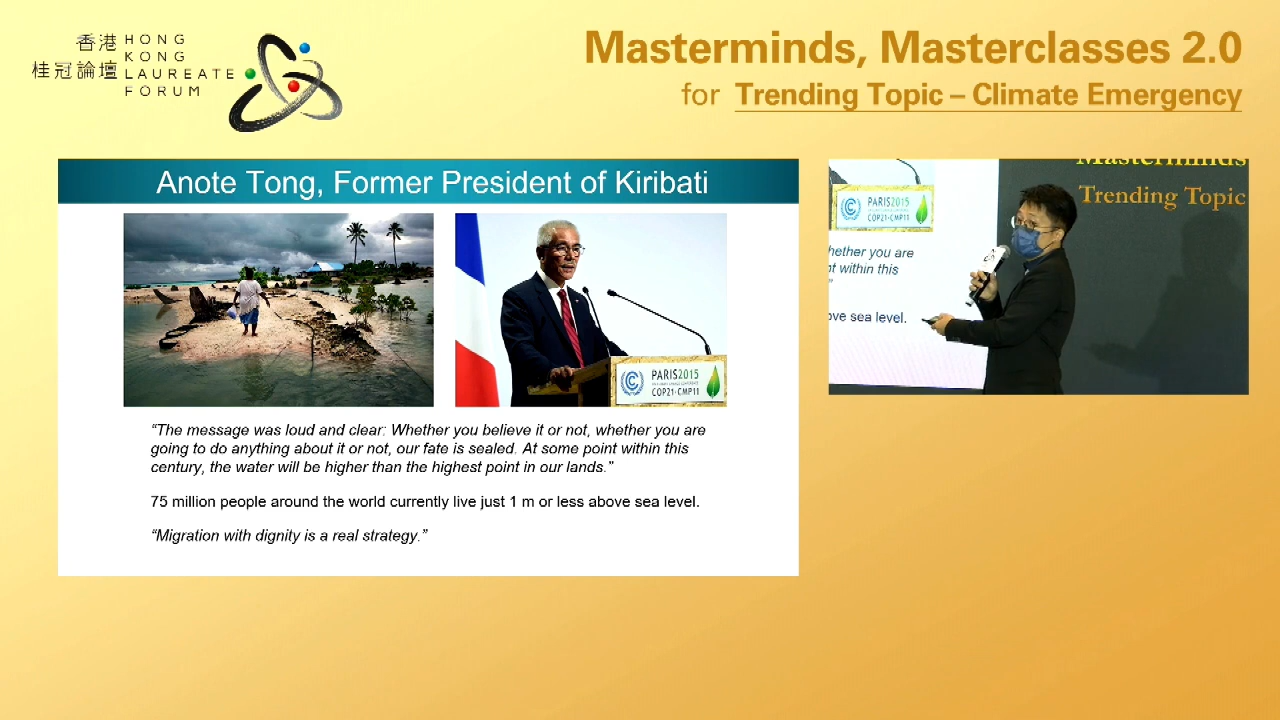 香港
桂冠論壇
HONG
KONG
LAUREATE
FORUM
Masterminds, Masterclasses 2.0
for Trending Topic – Climate Emergency
Anote Tong, Former President of Kiribati
PARIS2015
COP21·CMP11
“The message was loud and clear: Whether you believe it or not, whether you are
going to do anything about it or not, our fate is sealed. At some point within this
century, the water will be higher than the highest point in our lands.”
75 million people around the world currently live just 1 m or less above sea level.
“Migration with dignity is a real strategy.”
Masterminds
Trending Topic
PARIS2015
COP21·CMP11
hether you are
nt within this
”
ove sea level.